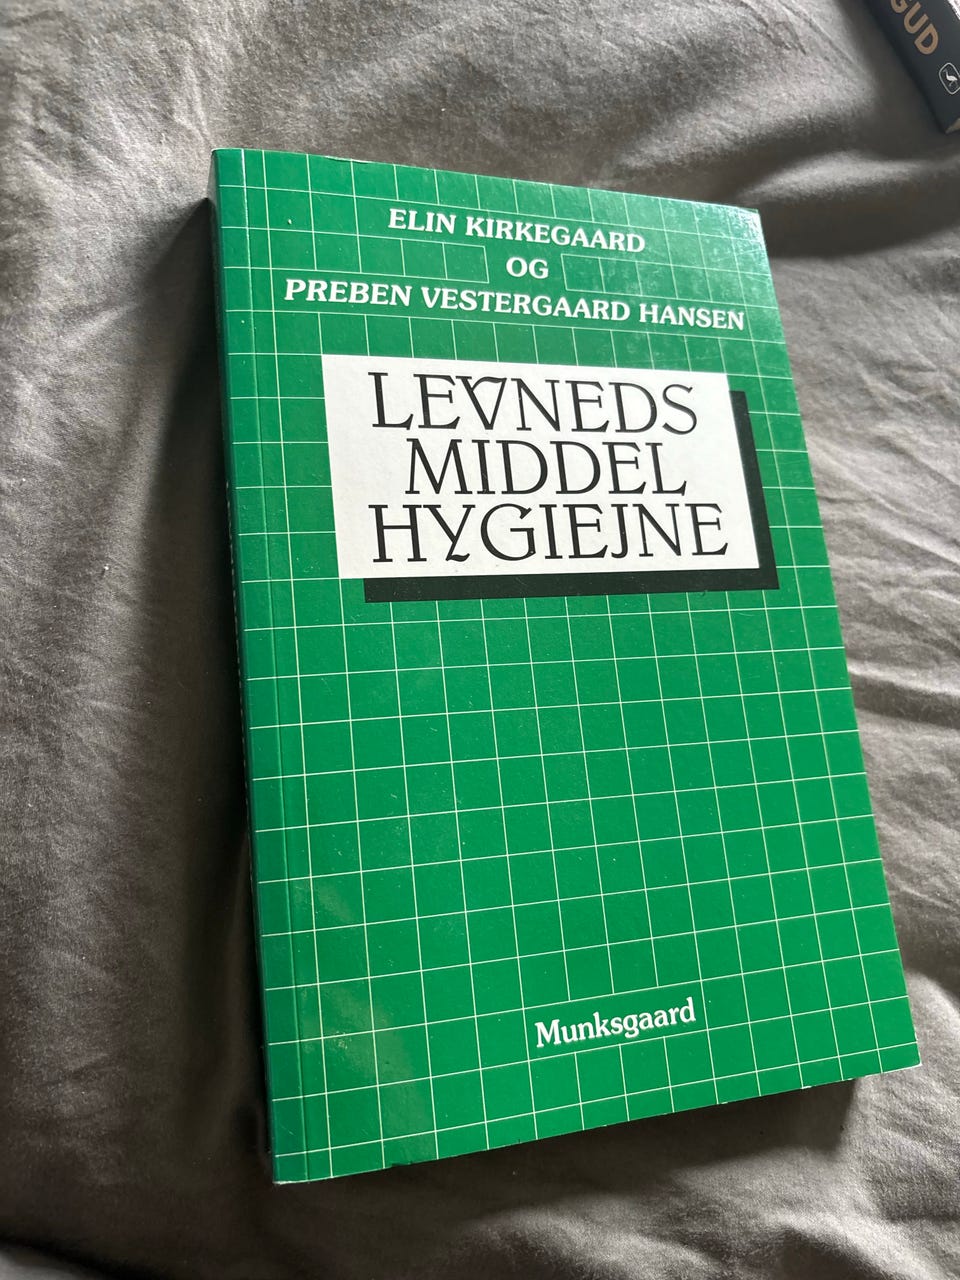 ELIN KIRKEGAARD
OG
PREBEN VESTERGAARD HANSEN
LEVNEDS
MIDDEL
HYGIEJNE
Munksgaard
GUD